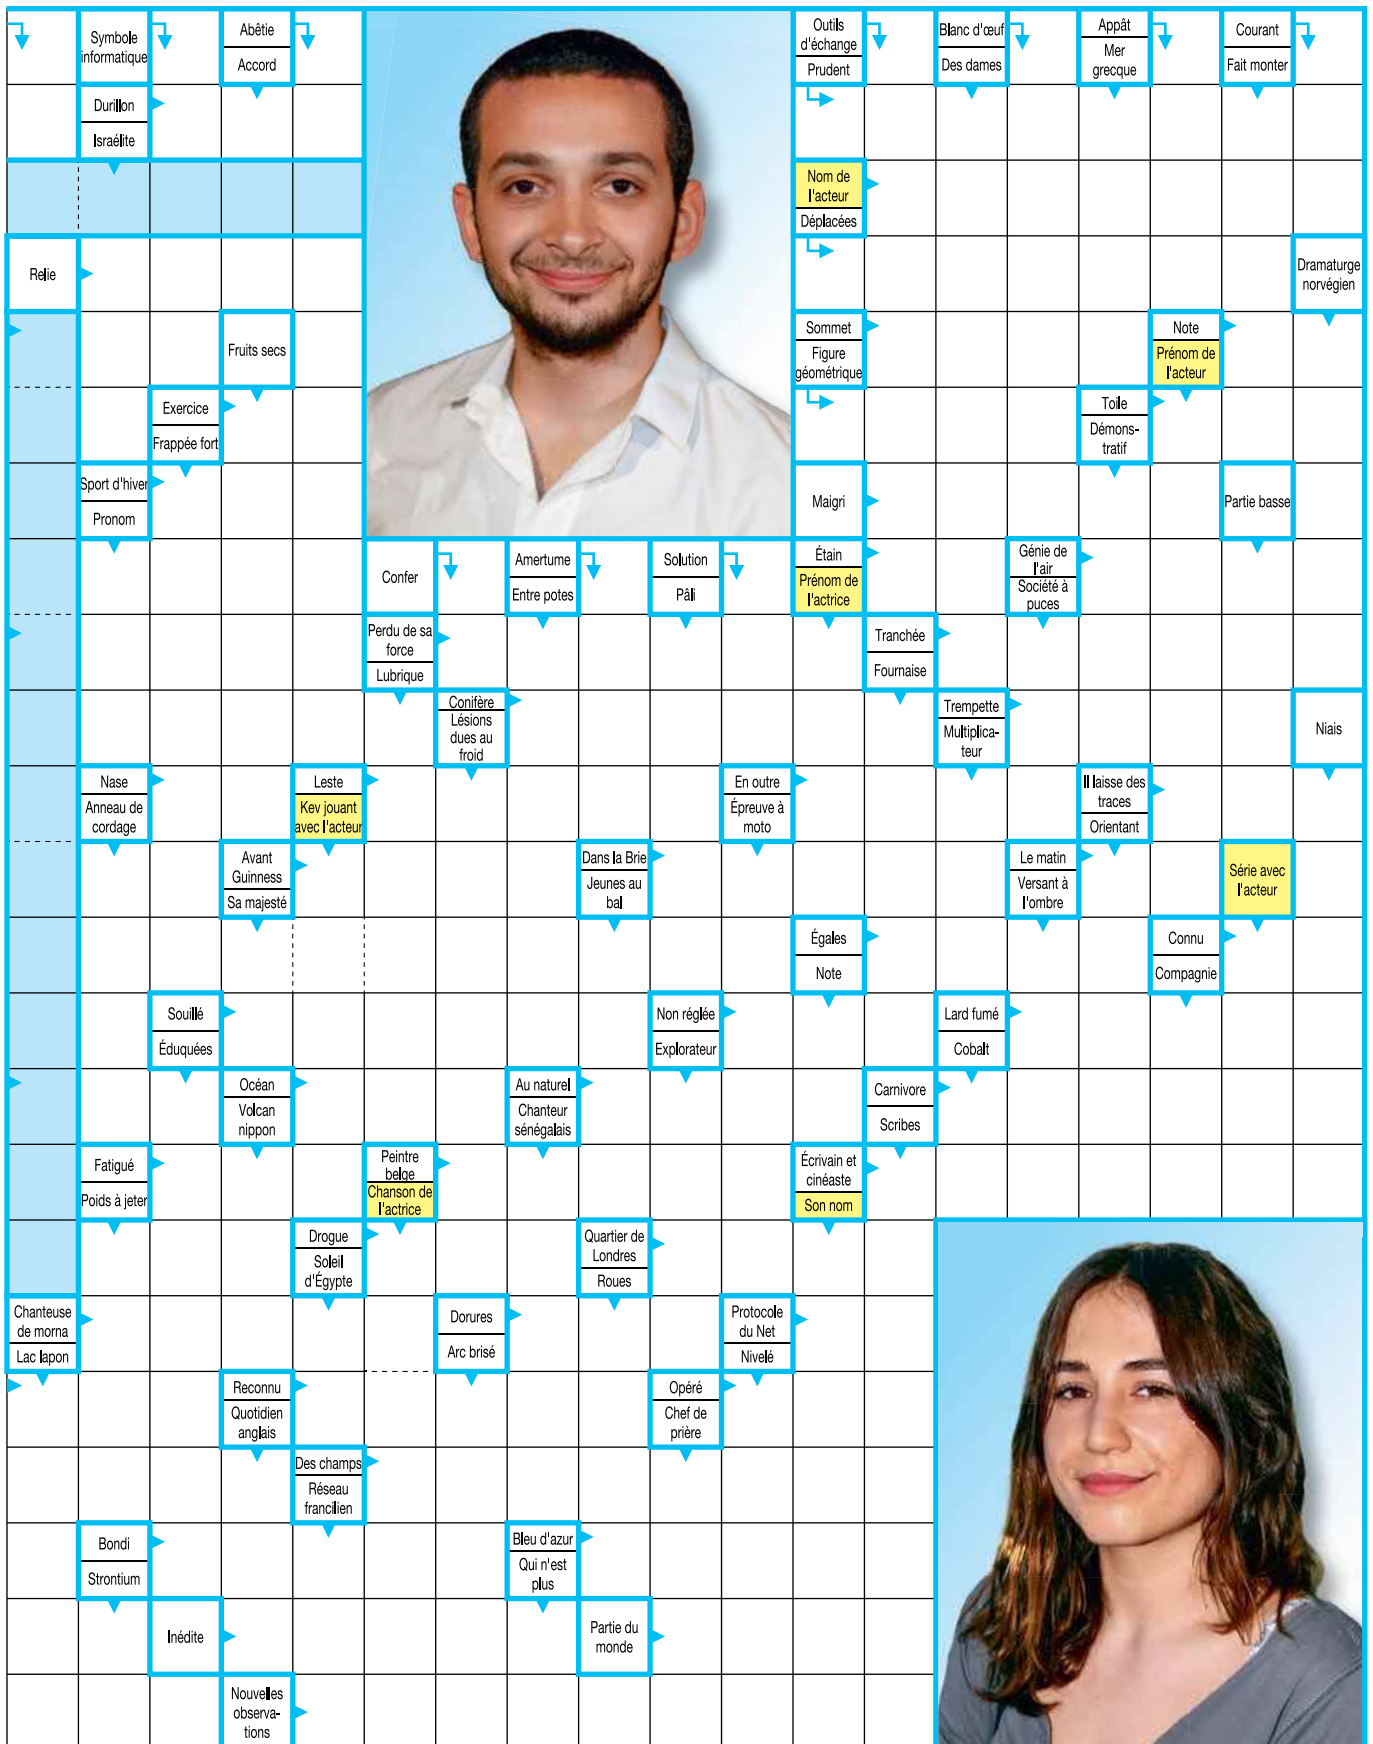 Symbole
informatique
Abêtie
Accord
Outils
d'échange
Prudent
Blanc d'œuf
Des dames
Appât
Mer
grecque
Courant
Fait monter
Durillon
Israélite
Nom de
l'acteur
Déplacées
Relie
Dramaturge
norvégien
Fruits secs
Sommet
Figure
géométrique
Note
Prénom de
l'acteur
Exercice
Frappée fort
Toile
Démons-
tratif
Sport d'hiver
Pronom
Maigri
Partie basse
Confer
Amertume
Entre potes
Solution
Pâli
Étain
Prénom de
l'actrice
Génie de
l'air
Société à
puces
Perdu de sa
force
Lubrique
Tranchée
Fournaise
Conifère
Lésions
dues au
froid
Trempette
Multiplica-
teur
Niais
Nase
Anneau de
cordage
Leste
Kev jouant
avec l'acteur
En outre
Épreuve à
moto
Il laisse des
traces
Orientant
Avant
Guinness
Sa majesté
Dans la Brie
Jeunes au
bal
Le matin
Versant à
l'ombre
Série avec
l'acteur
Égales
Note
Connu
Compagnie
Souillé
Éduquées
Non réglée
Explorateur
Lard fumé
Cobalt
Océan
Volcan
nippon
Au naturel
Chanteur
sénégalais
Carnivore
Scribes
Fatigué
Poids à jeter
Peintre
belge
Chanson de
l'actrice
Écrivain et
cinéaste
Son nom
Drogue
Soleil
d'Égypte
Quartier de
Londres
Roues
Chanteuse
de morna
Lac lapon
Dorures
Arc brisé
Protocole
du Net
Nivelé
Reconnu
Quotidien
anglais
Opéré
Chef de
prière
Des champs
Réseau
francilien
Bondi
Strontium
Bleu d'azur
Qui n'est
plus
Inédite
Partie du
monde
Nouvelles
observa-
tions